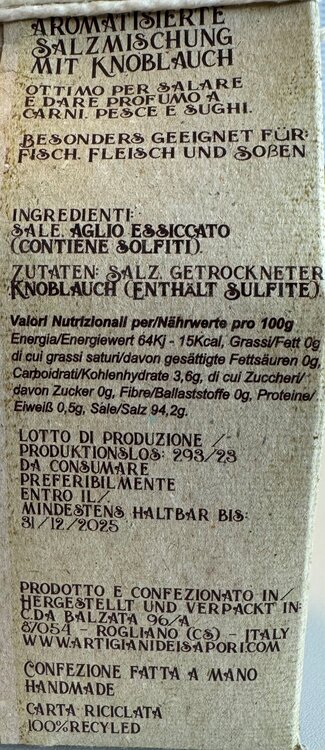 AROMATISIERTE
SALZMISCHUNG
MIT KNOBLAUCH
OTTIMO PER SALARE
E DARE PROFUMO A
CARNI, PESCE E SUGHI.
BESONDERS GEEIGNET FÜR:
FISCH, FLEISCH UND SOßEN
INGREDIENTI:
SALE, AGLIO ESSICCATO
(CONTIENE SOLFITI).
ZUTATEN: SALZ, GETROCKNETER
KNOBLAUCH (ENTHÄLT SULFITE).
Valori Nutrizionali per/Nährwerte pro 100g
Energia/Energiewert 64Kj - 15Kcal, Grassi/Fett 0g
di cui grassi saturi/davon gesättigte Fettsäuren 0g,
Carboidrati/Kohlenhydrate 3,6g, di cui Zuccheri/
davon Zucker 0g, Fibre/Ballaststoffe 0g, Proteine/
Eiweiß 0,5g, Sale/Salz 94,2g.
LOTTO DI PRODUZIONE /
PRODUKTIONSLOS: 293/23
DA CONSUMARE
PREFERIBILMENTE
ENTRO IL/
MINDESTENS HALTBAR BIS:
31/12/2025
PRODOTTO E CONFEZIONATO IN/
HERGESTELLT UND VERPACKT IN:
C.DA BALZATA 96/A
87054 - ROGLIANO (CS) - ITALY
WWW.ARTIGIANIDEISAPORI.COM
CONFEZIONE FATTA A MANO
HANDMADE
CARTA RICICLATA
100%RECYLED